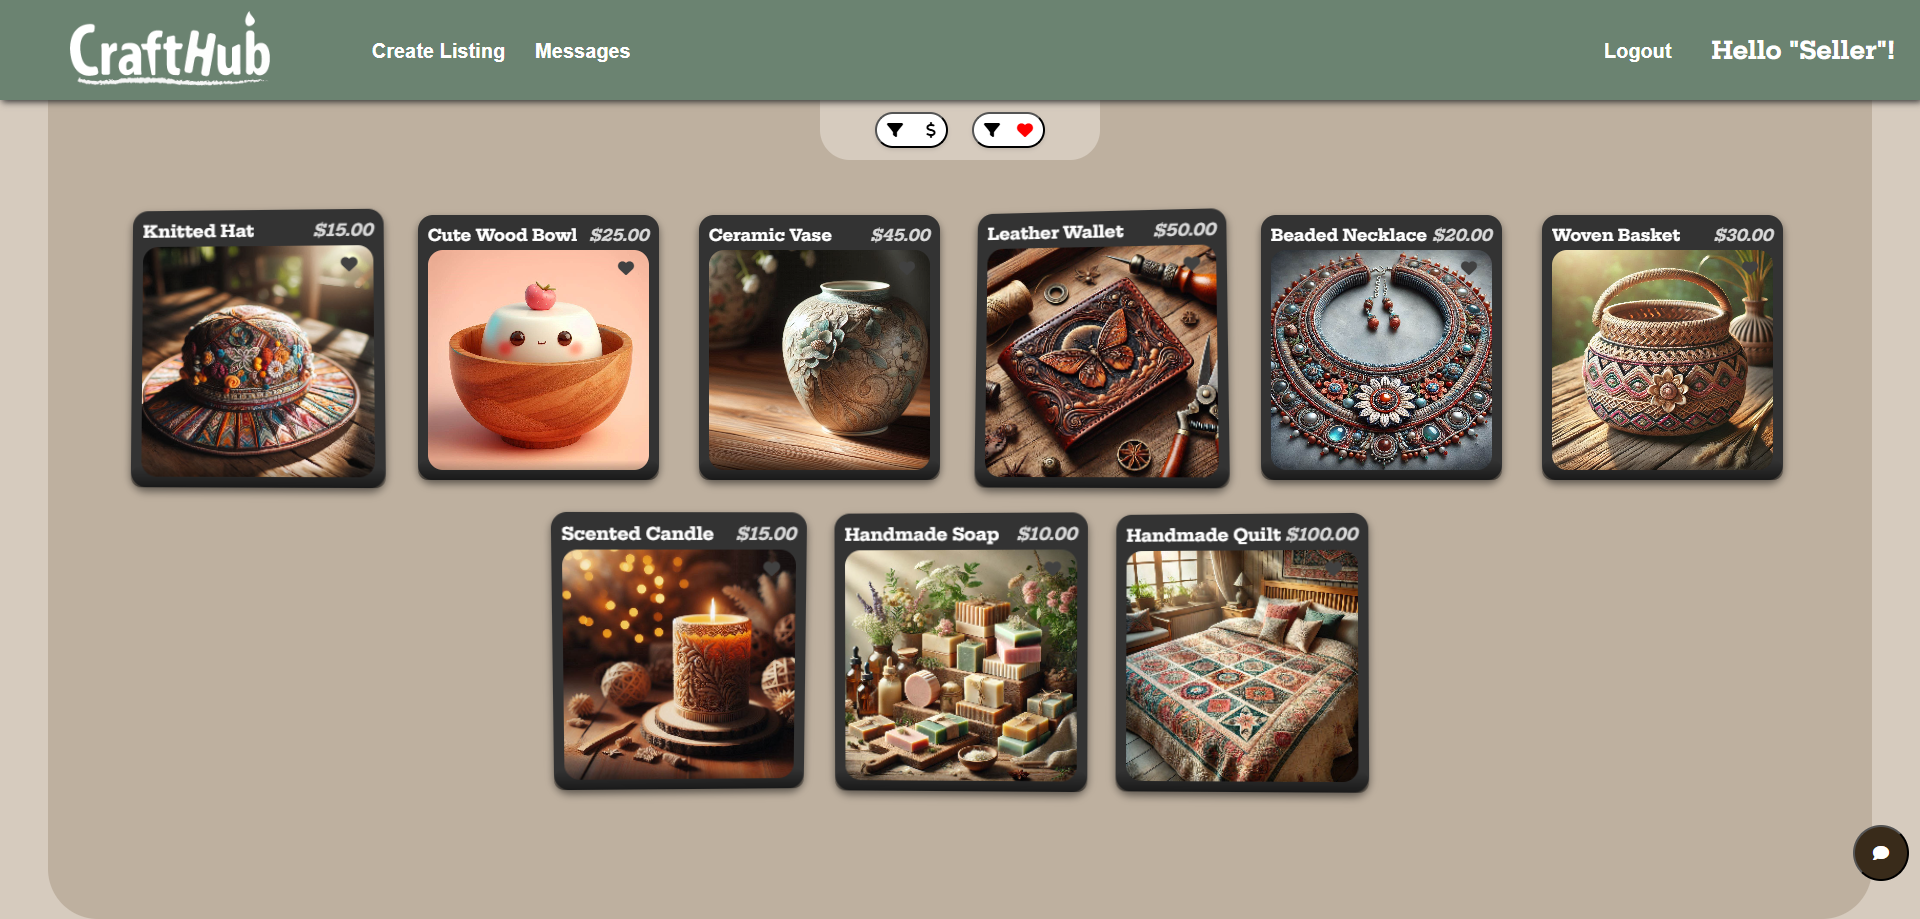 CraftHub
Create Listing
Messages
Logout
Hello "Seller"!
$
Knitted Hat $15.00
Cute Wood Bowl $25.00
Ceramic Vase $45.00
Leather Wallet $50.00
Beaded Necklace $20.00
Woven Basket $30.00
Scented Candle $15.00
Handmade Soap $10.00
Handmade Quilt $100.00